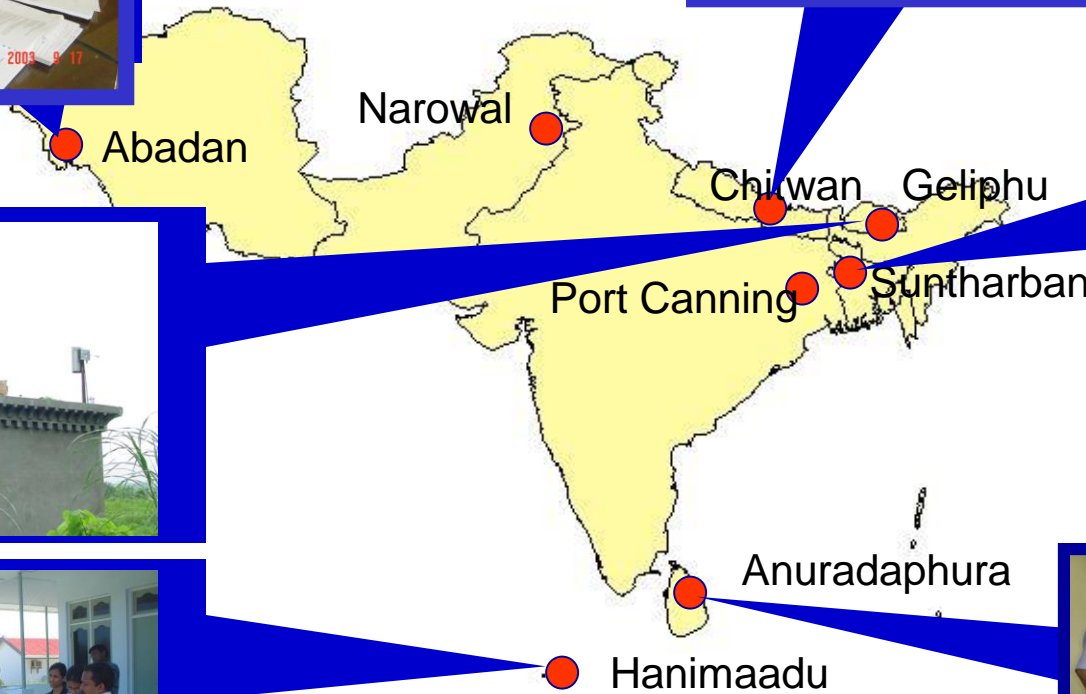 2003 9 17
Narowal
Abadan
Chitwan Geliphu
Port Canning
Suntharban
Anuradaphura
Hanimaadu